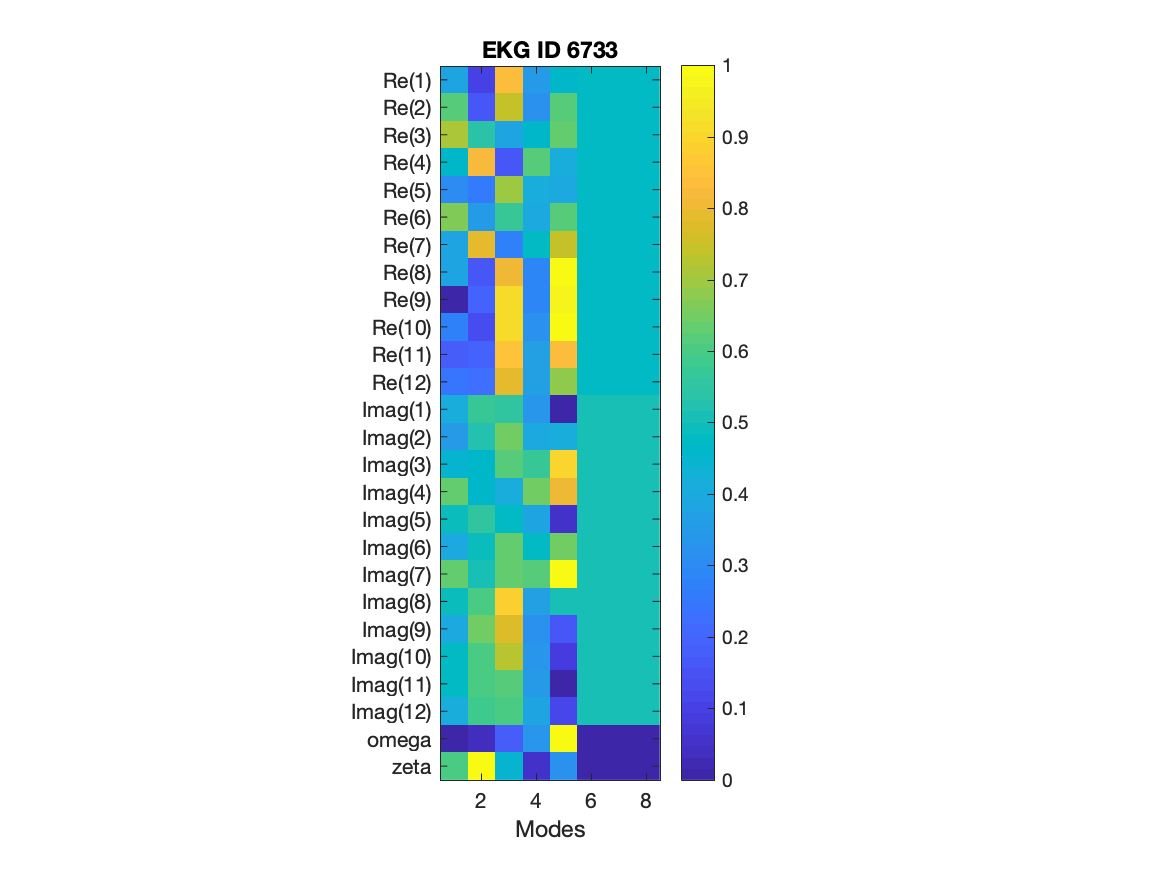 EKG ID 6733
Re(1)
Re(2)
Re(3)
Re(4)
Re(5)
Re(6)
Re(7)
Re(8)
Re(9)
Re(10)
Re(11)
Re(12)
Imag(1)
Imag(2)
Imag(3)
Imag(4)
Imag(5)
Imag(6)
Imag(7)
Imag(8)
Imag(9)
Imag(10)
Imag(11)
Imag(12)
omega
zeta
2 4 6 8
Modes
1
0.9
0.8
0.7
0.6
0.5
0.4
0.3
0.2
0.1
0